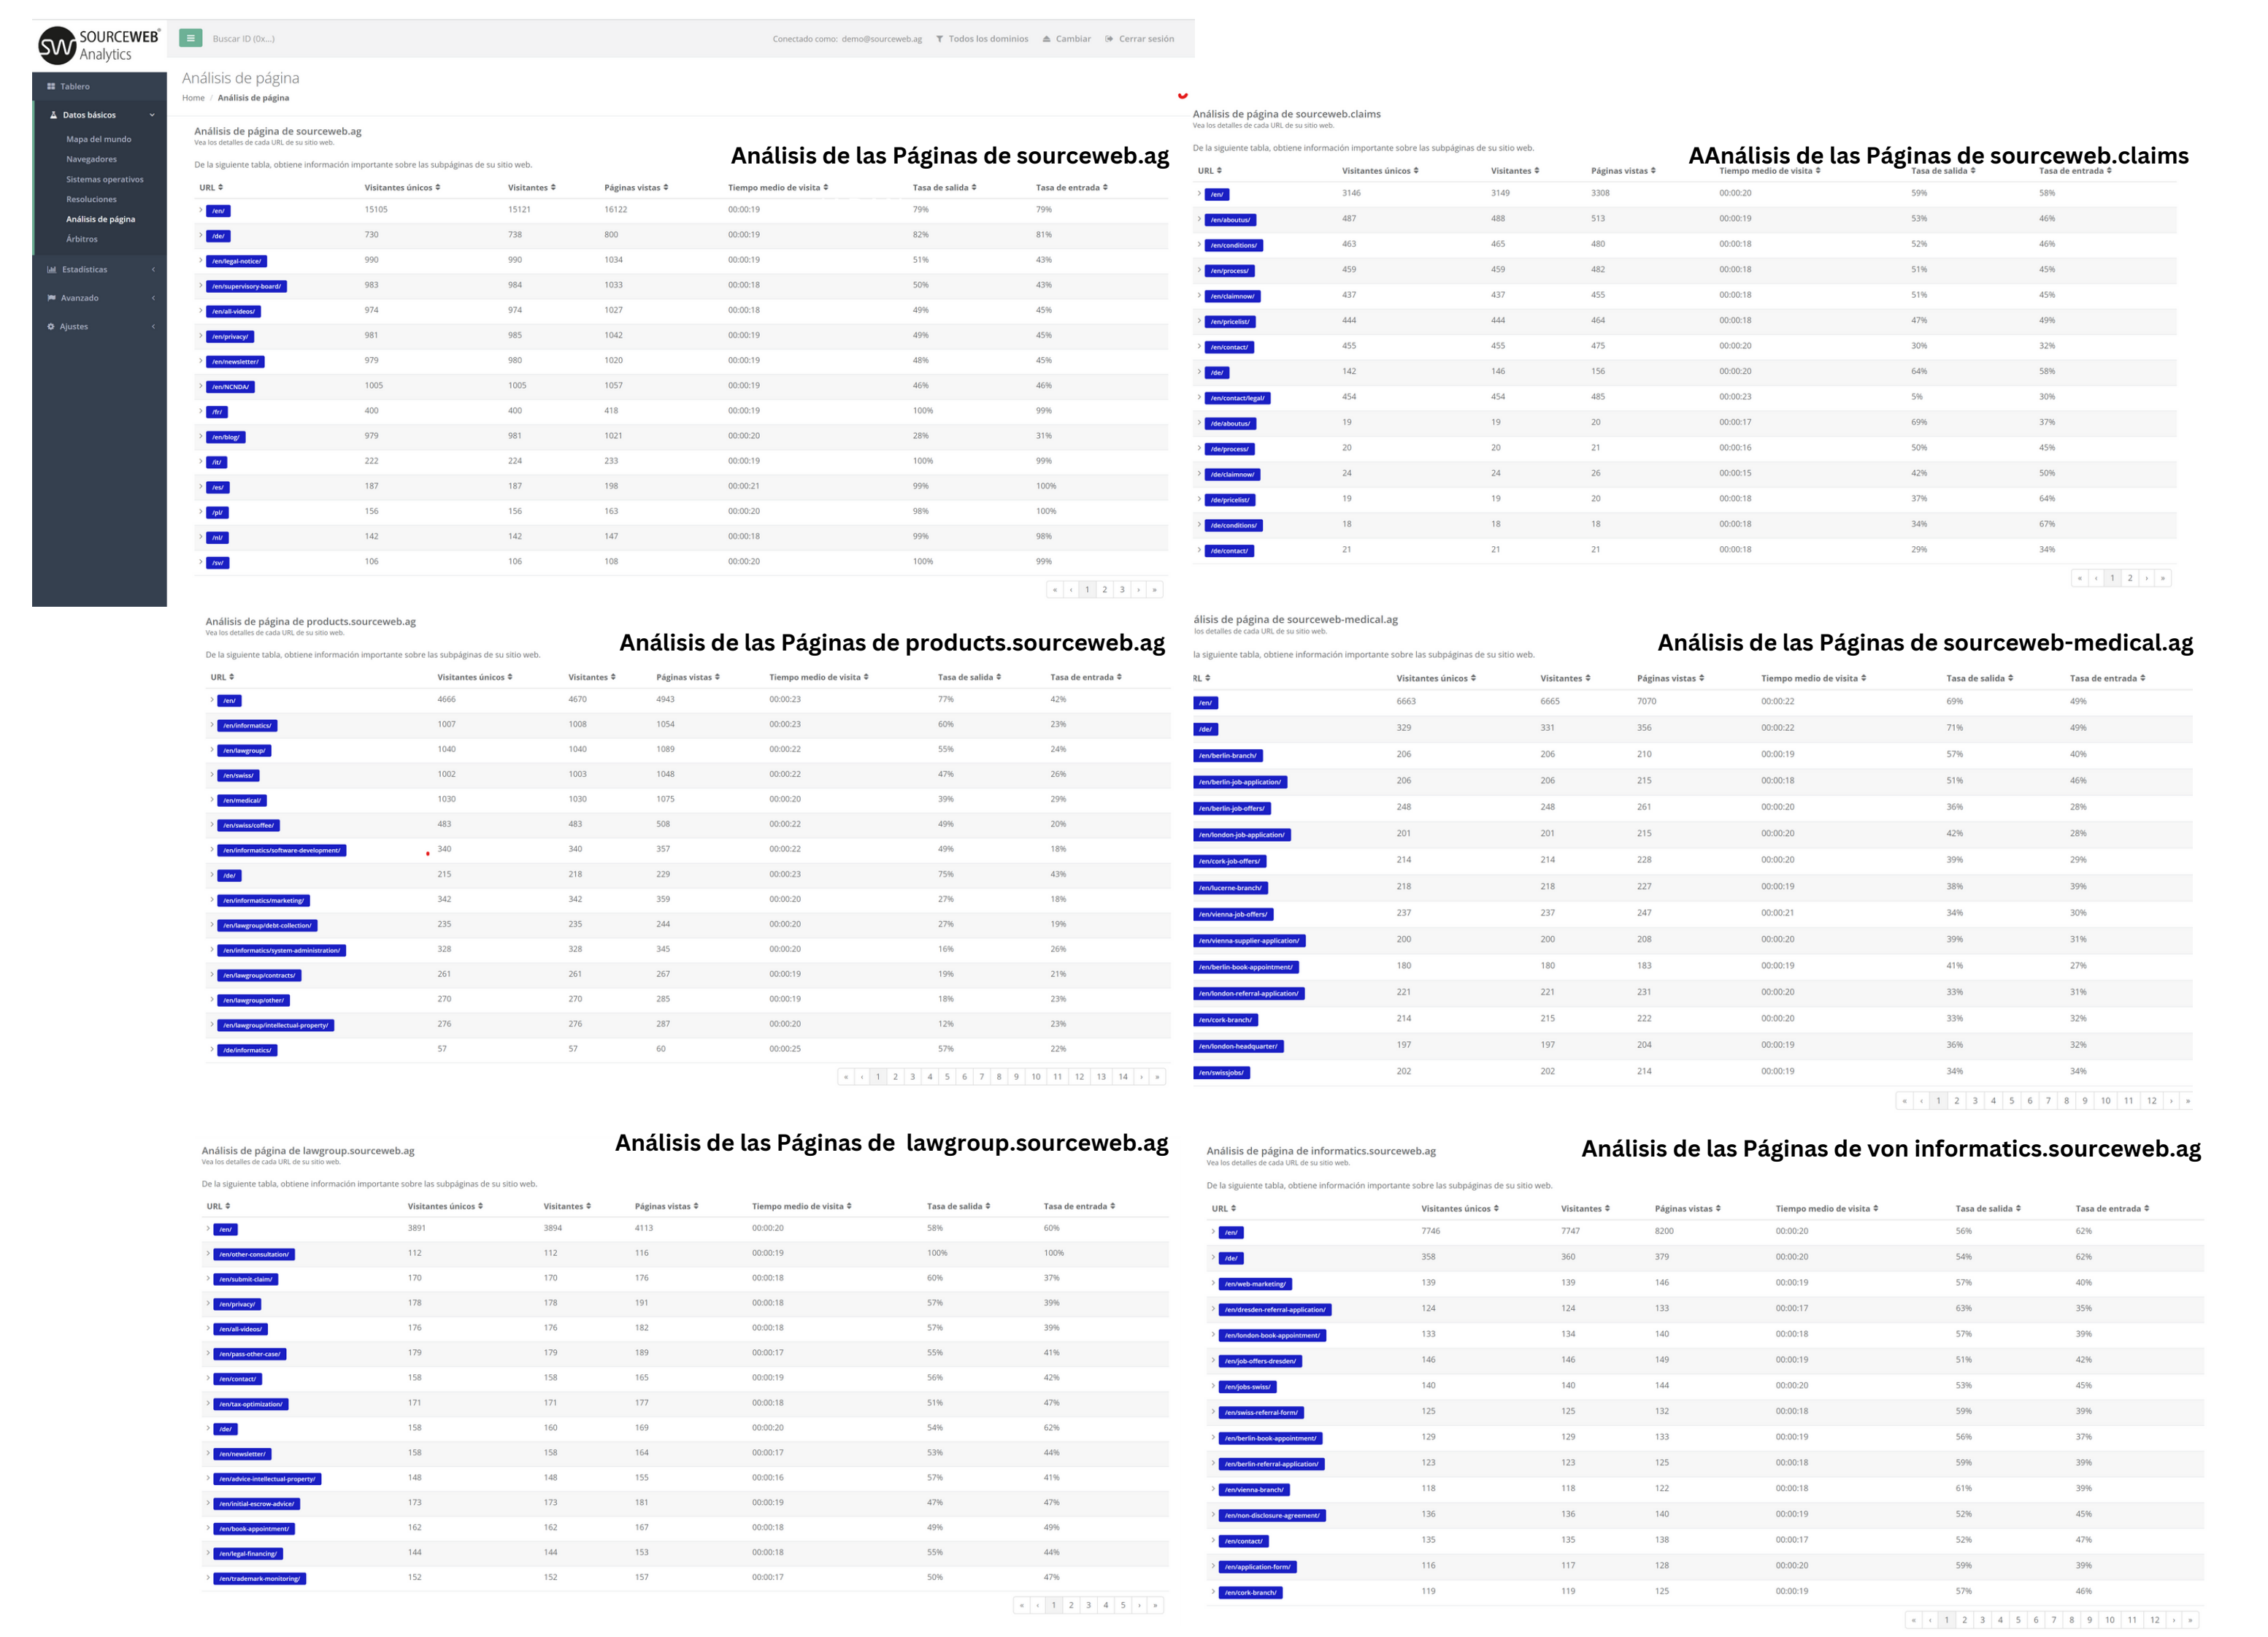 SOURCEWEB®
Analytics
Buscar ID (0x...)
Conectado como: demo@sourceweb.ag Todos los dominios Cambiar Cerrar sesión
Tablero
Datos básicos
Mapa del mundo
Navegadores
Sistemas operativos
Resoluciones
Análisis de página
Árbitros
Estadísticas
Avanzado
Ajustes
Análisis de página
Home / Análisis de página
Análisis de página de sourceweb.ag
Vea los detalles de cada URL de su sitio web.
Análisis de las Páginas de sourceweb.ag
De la siguiente tabla, obtiene información importante sobre las subpáginas de su sitio web.
URL Visitantes únicos Visitantes Páginas vistas Tiempo medio de visita Tasa de salida Tasa de entrada
/en/ 15105 15121 16122 00:00:19 79% 79%
/de/ 730 738 800 00:00:19 82% 81%
/en/legal-notice/ 990 990 1034 00:00:19 51% 43%
/en/supervisory-board/ 983 984 1033 00:00:18 50% 43%
/en/all-videos/ 974 974 1027 00:00:18 49% 45%
/en/privacy/ 981 985 1042 00:00:19 49% 45%
/en/newsletter/ 979 980 1020 00:00:19 48% 45%
/en/NCNDA/ 1005 1005 1057 00:00:19 46% 46%
/fr/ 400 400 418 00:00:19 100% 99%
/en/blog/ 979 981 1021 00:00:20 28% 31%
/it/ 222 224 233 00:00:19 100% 99%
/es/ 187 187 198 00:00:21 99% 100%
/pl/ 156 156 163 00:00:20 98% 100%
/nl/ 142 142 147 00:00:18 99% 98%
/sv/ 106 106 108 00:00:20 100% 99%
« ‹ 1 2 3 › »
Análisis de página de sourceweb.claims
Vea los detalles de cada URL de su sitio web.
De la siguiente tabla, obtiene información importante sobre las subpáginas de su sitio web.
AAnálisis de las Páginas de sourceweb.claims
URL Visitantes únicos Visitantes Páginas vistas Tiempo medio de visita Tasa de salida Tasa de entrada
/en/ 3146 3149 3308 00:00:20 59% 58%
/en/aboutus/ 487 488 513 00:00:19 53% 46%
/en/conditions/ 463 465 480 00:00:18 52% 46%
/en/process/ 459 459 482 00:00:18 51% 45%
/en/claimnow/ 437 437 455 00:00:18 51% 45%
/en/pricelist/ 444 444 464 00:00:18 47% 49%
/en/contact/ 455 455 475 00:00:20 30% 32%
/de/ 142 146 156 00:00:20 64% 58%
/en/contact/legal/ 454 454 485 00:00:23 5% 30%
/de/aboutus/ 19 19 20 00:00:17 69% 37%
/de/process/ 20 20 21 00:00:16 50% 45%
/de/claimnow/ 24 24 26 00:00:15 42% 50%
/de/pricelist/ 19 19 20 00:00:18 37% 64%
/de/conditions/ 18 18 18 00:00:18 34% 67%
/de/contact/ 21 21 21 00:00:18 29% 34%
« ‹ 1 2 › »
Análisis de página de products.sourceweb.ag
Vea los detalles de cada URL de su sitio web.
Análisis de las Páginas de products.sourceweb.ag
De la siguiente tabla, obtiene información importante sobre las subpáginas de su sitio web.
URL Visitantes únicos Visitantes Páginas vistas Tiempo medio de visita Tasa de salida Tasa de entrada
/en/ 4666 4670 4943 00:00:23 77% 42%
/en/informatics/ 1007 1008 1054 00:00:23 60% 23%
/en/lawgroup/ 1040 1040 1089 00:00:22 55% 24%
/en/swiss/ 1002 1003 1048 00:00:22 47% 26%
/en/medical/ 1030 1030 1075 00:00:20 39% 29%
/en/swiss/coffee/ 483 483 508 00:00:22 49% 20%
/en/informatics/software-development/ 340 340 357 00:00:22 49% 18%
/de/ 215 218 229 00:00:23 75% 43%
/en/informatics/marketing/ 342 342 359 00:00:20 27% 18%
/en/lawgroup/debt-collection/ 235 235 244 00:00:20 27% 19%
/en/informatics/system-administration/ 328 328 345 00:00:20 16% 26%
/en/lawgroup/contracts/ 261 261 267 00:00:19 19% 21%
/en/lawgroup/other/ 270 270 285 00:00:19 18% 23%
/en/lawgroup/intellectual-property/ 276 276 287 00:00:20 12% 23%
/de/informatics/ 57 57 60 00:00:25 57% 22%
« ‹ 1 2 3 4 5 6 7 8 9 10 11 12 13 14 › »
álisis de página de sourceweb-medical.ag
los detalles de cada URL de su sitio web.
Análisis de las Páginas de sourceweb-medical.ag
la siguiente tabla, obtiene información importante sobre las subpáginas de su sitio web.
RL Visitantes únicos Visitantes Páginas vistas Tiempo medio de visita Tasa de salida Tasa de entrada
/en/ 6663 6665 7070 00:00:22 69% 49%
/de/ 329 331 356 00:00:22 71% 49%
/en/berlin-branch/ 206 206 210 00:00:19 57% 40%
/en/berlin-job-application/ 206 206 215 00:00:18 51% 46%
/en/berlin-job-offers/ 248 248 261 00:00:20 36% 28%
/en/london-job-application/ 201 201 215 00:00:20 42% 28%
/en/cork-job-offers/ 214 214 228 00:00:20 39% 29%
/en/lucerne-branch/ 218 218 227 00:00:19 38% 39%
/en/vienna-job-offers/ 237 237 247 00:00:21 34% 30%
/en/vienna-supplier-application/ 200 200 208 00:00:20 39% 31%
/en/berlin-book-appointment/ 180 180 183 00:00:19 41% 27%
/en/london-referral-application/ 221 221 231 00:00:20 33% 31%
/en/cork-branch/ 214 215 222 00:00:20 33% 32%
/en/london-headquarter/ 197 197 204 00:00:19 36% 32%
/en/swissjobs/ 202 202 214 00:00:19 34% 34%
« ‹ 1 2 3 4 5 6 7 8 9 10 11 12 › »
Análisis de página de lawgroup.sourceweb.ag
Vea los detalles de cada URL de su sitio web.
Análisis de las Páginas de lawgroup.sourceweb.ag
De la siguiente tabla, obtiene información importante sobre las subpáginas de su sitio web.
URL Visitantes únicos Visitantes Páginas vistas Tiempo medio de visita Tasa de salida Tasa de entrada
/en/ 3891 3894 4113 00:00:20 58% 60%
/en/other-consultation/ 112 112 116 00:00:19 100% 100%
/en/submit-claim/ 170 170 176 00:00:18 60% 37%
/en/privacy/ 178 178 191 00:00:18 57% 39%
/en/all-videos/ 176 176 182 00:00:18 57% 39%
/en/pass-other-case/ 179 179 189 00:00:17 55% 41%
/en/contact/ 158 158 165 00:00:19 56% 42%
/en/tax-optimization/ 171 171 177 00:00:18 51% 47%
/de/ 158 160 169 00:00:20 54% 62%
/en/newsletter/ 158 158 164 00:00:17 53% 44%
/en/advice-intellectual-property/ 148 148 155 00:00:16 57% 41%
/en/initial-escrow-advice/ 173 173 181 00:00:19 47% 47%
/en/book-appointment/ 162 162 167 00:00:18 49% 49%
/en/legal-financing/ 144 144 153 00:00:18 55% 44%
/en/trademark-monitoring/ 152 152 157 00:00:17 50% 47%
« ‹ 1 2 3 4 5 › »
Análisis de página de informatics.sourceweb.ag
Vea los detalles de cada URL de su sitio web.
Análisis de las Páginas de von informatics.sourceweb.ag
De la siguiente tabla, obtiene información importante sobre las subpáginas de su sitio web.
URL Visitantes únicos Visitantes Páginas vistas Tiempo medio de visita Tasa de salida Tasa de entrada
/en/ 7746 7747 8200 00:00:20 56% 62%
/de/ 358 360 379 00:00:20 54% 62%
/en/web-marketing/ 139 139 146 00:00:19 57% 40%
/en/dresden-referral-application/ 124 124 133 00:00:17 63% 35%
/en/london-book-appointment/ 133 134 140 00:00:18 57% 39%
/en/job-offers-dresden/ 146 146 149 00:00:19 51% 42%
/en/jobs-swiss/ 140 140 144 00:00:20 53% 45%
/en/swiss-referral-form/ 125 125 132 00:00:18 59% 39%
/en/berlin-book-appointment/ 129 129 133 00:00:19 56% 37%
/en/berlin-referral-application/ 123 123 125 00:00:18 59% 39%
/en/vienna-branch/ 118 118 122 00:00:18 61% 39%
/en/non-disclosure-agreement/ 136 136 140 00:00:19 52% 45%
/en/contact/ 135 135 138 00:00:17 52% 47%
/en/application-form/ 116 117 128 00:00:20 59% 39%
/en/cork-branch/ 119 119 125 00:00:19 57% 46%
« ‹ 1 2 3 4 5 6 7 8 9 10 11 12 › »